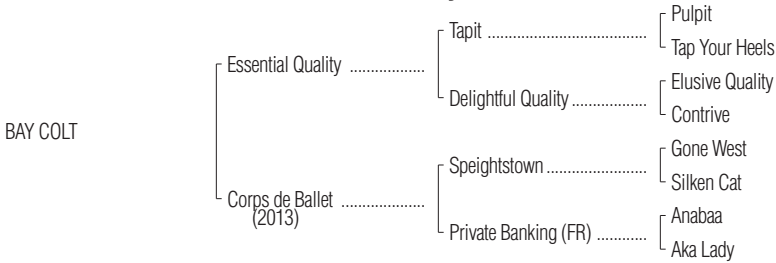 Pulpit
Tapit ......................................
Tap Your Heels
Essential Quality ..................
Elusive Quality
Delightful Quality..................
Contrive
BAY COLT
Gone West
Speightstown........................
Silken Cat
Corps de Ballet ....................
(2013)
Anabaa
Private Banking (FR) ............
Aka Lady